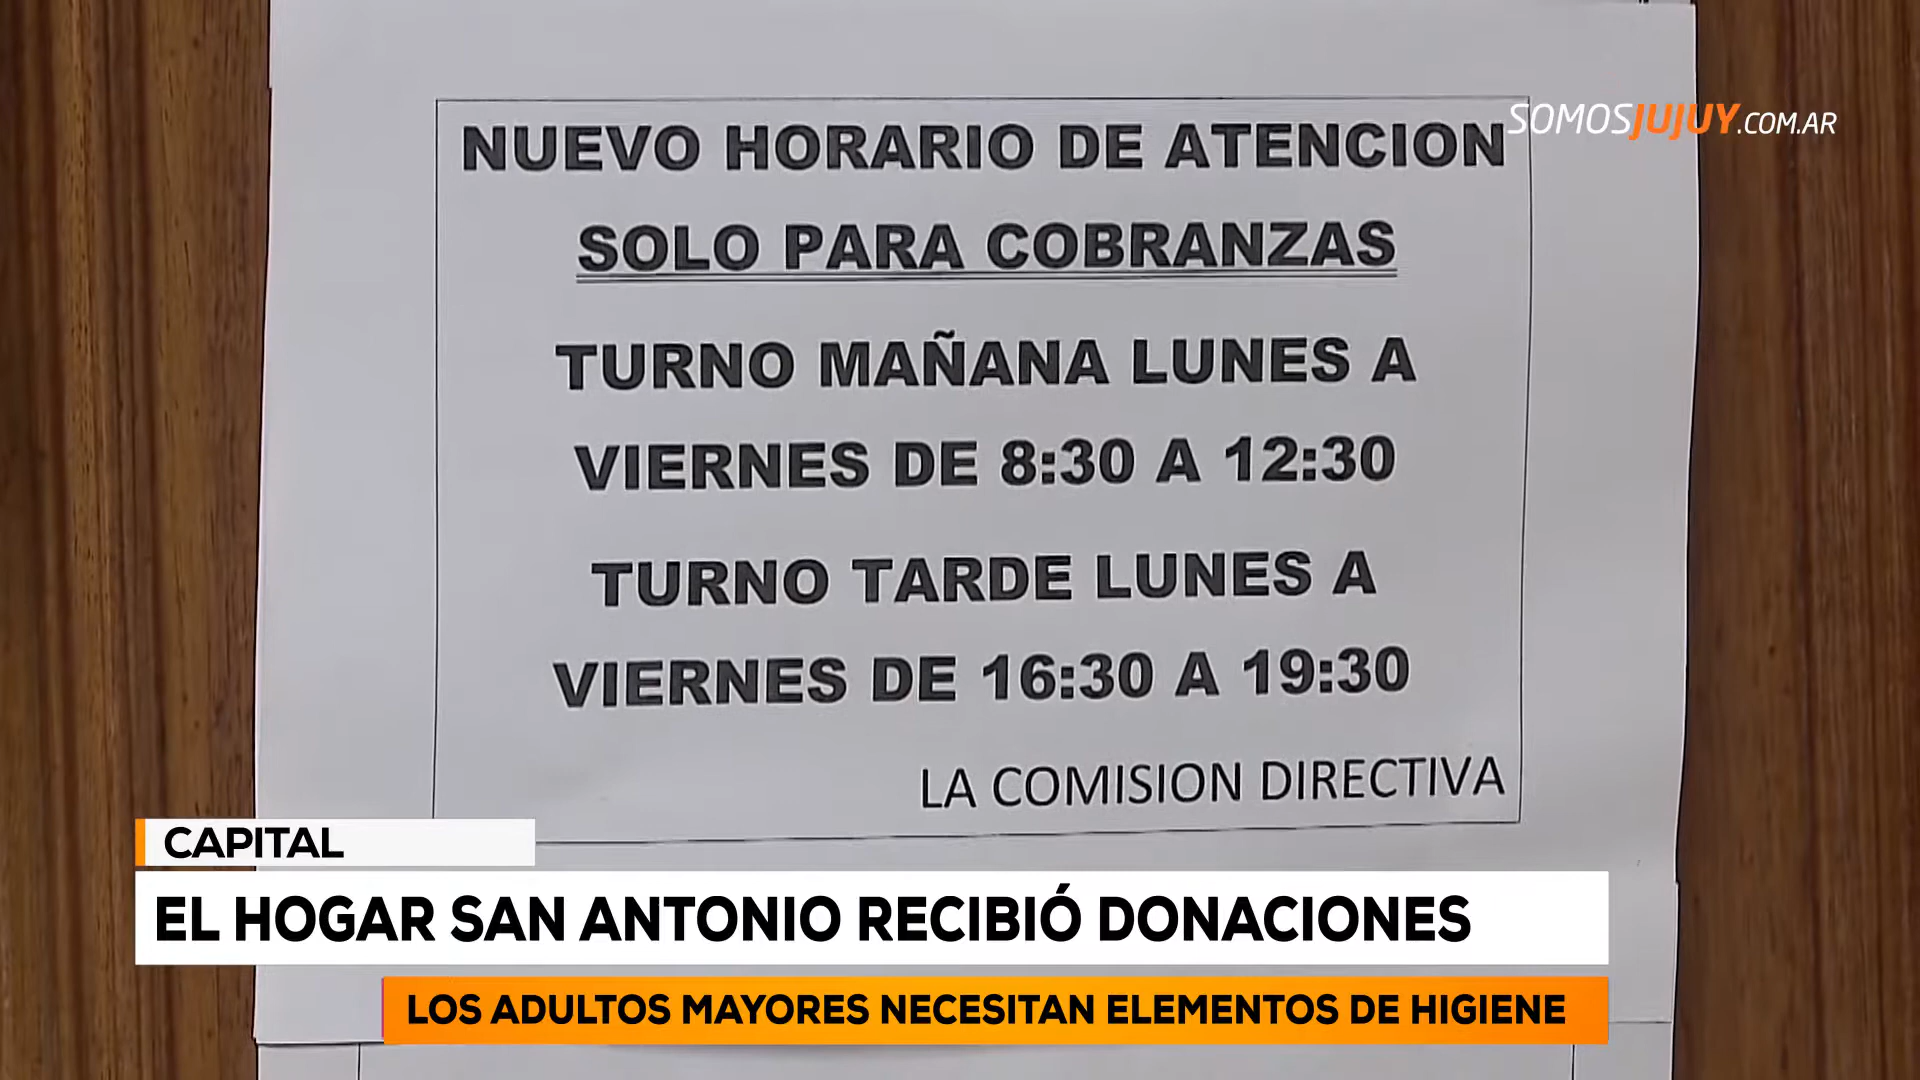 SOMOSJUJUY.COM.AR
NUEVO HORARIO DE ATENCION
SOLO PARA COBRANZAS
TURNO MAÑANA LUNES A
VIERNES DE 8:30 A 12:30
TURNO TARDE LUNES A
VIERNES DE 16:30 A 19:30
LA COMISION DIRECTIVA
CAPITAL
EL HOGAR SAN ANTONIO RECIBIÓ DONACIONES
LOS ADULTOS MAYORES NECESITAN ELEMENTOS DE HIGIENE